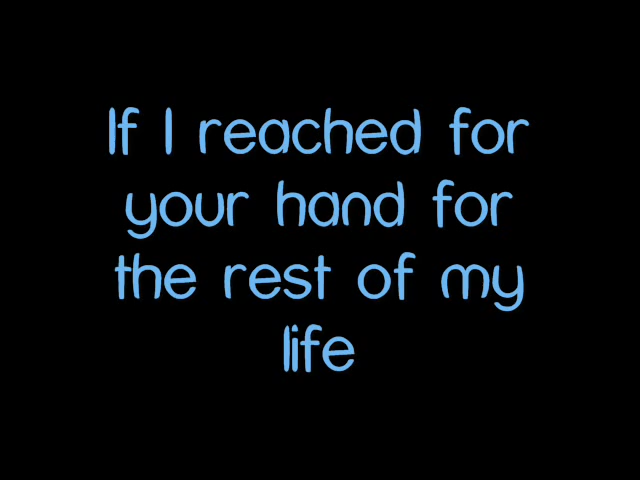 If I reached for
your hand for
the rest of my
life